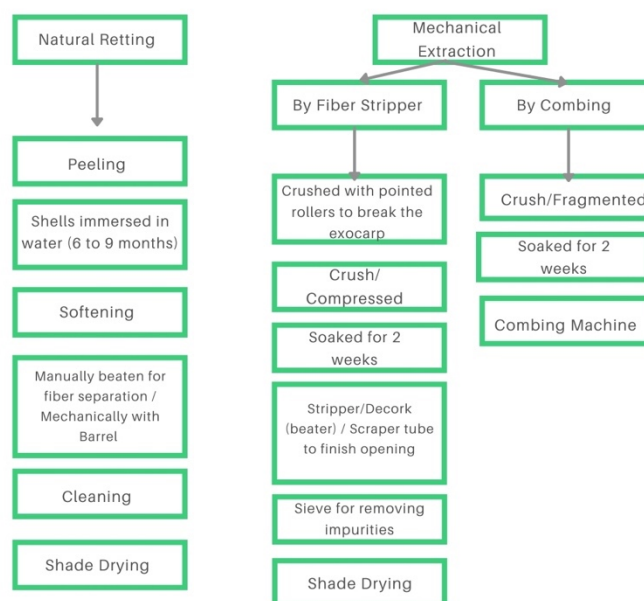 Natural Retting
Peeling
Shells immersed in
water (6 to 9 months)
Softening
Manually beaten for
fiber separation /
Mechanically with
Barrel
Cleaning
Shade Drying
Mechanical
Extraction
By Fiber Stripper
Crushed with pointed
rollers to break the
exocarp
Crush/
Compressed
Soaked for 2
weeks
Stripper/Decork
(beater) / Scraper tube
to finish opening
Sieve for removing
impurities
Shade Drying
By Combing
Crush/Fragmented
Soaked for 2
weeks
Combing Machine